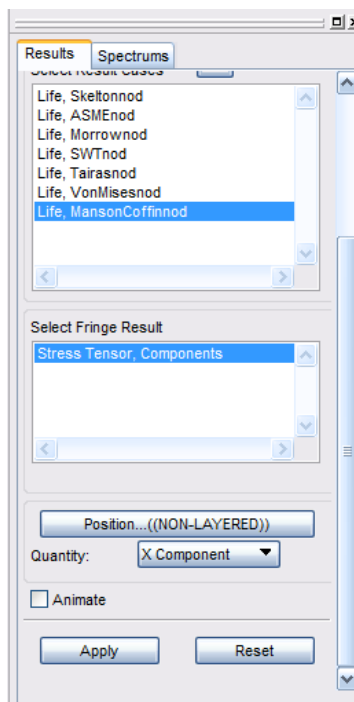 Results Spectrums
Select Result Cases
Life, Skeltonnod
Life, ASMEnod
Life, Morrownod
Life, SWTnod
Life, Tairasnod
Life, VonMisesnod
Life, MansonCoffinnod
Select Fringe Result
Stress Tensor, Components
Position...((NON-LAYERED))
Quantity: X Component
Animate
Apply Reset